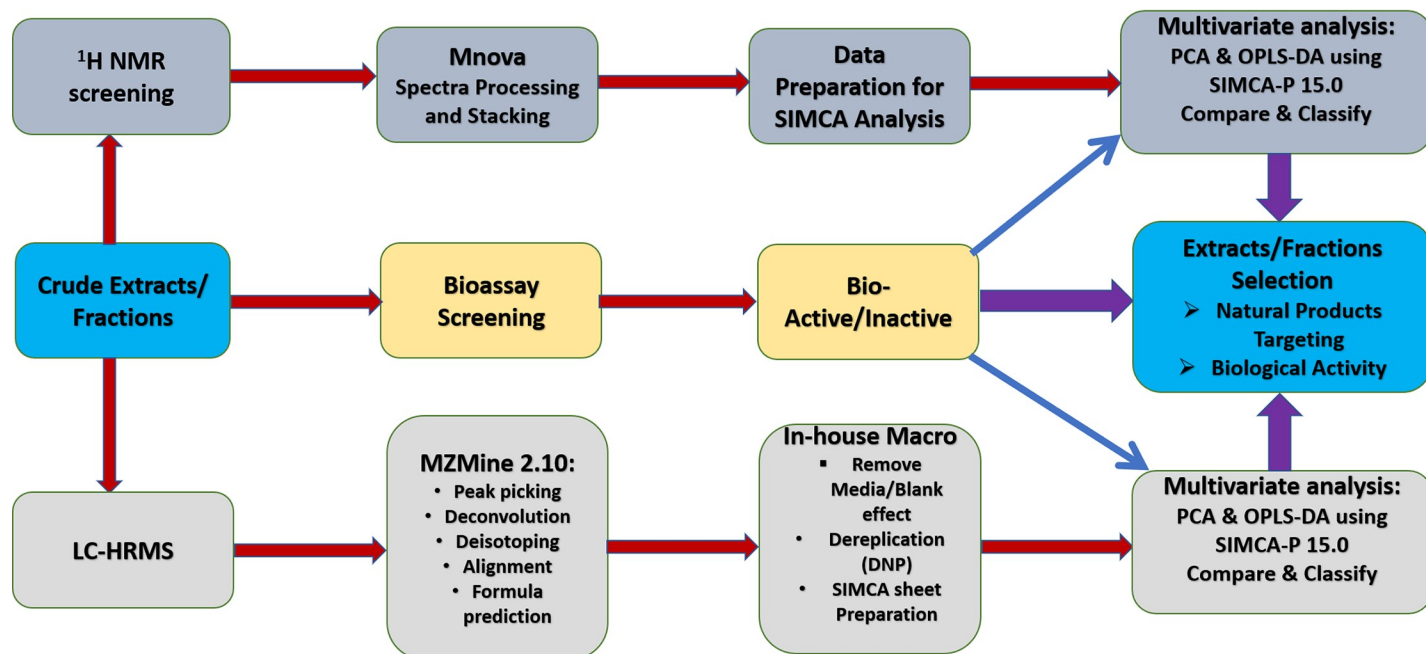 ¹H NMR
screening
Mnova
Spectra Processing
and Stacking
Data
Preparation for
SIMCA Analysis
Multivariate analysis:
PCA & OPLS-DA using
SIMCA-P 15.0
Compare & Classify
Crude Extracts/
Fractions
Bioassay
Screening
Bio-
Active/Inactive
Extracts/Fractions
Selection
➢ Natural Products
Targeting
➢ Biological Activity
LC-HRMS
MZMine 2.10:
• Peak picking
• Deconvolution
• Deisotoping
• Alignment
• Formula
prediction
In-house Macro
▪ Remove
Media/Blank
effect
• Dereplication
(DNP)
• SIMCA sheet
Preparation
Multivariate analysis:
PCA & OPLS-DA using
SIMCA-P 15.0
Compare & Classify